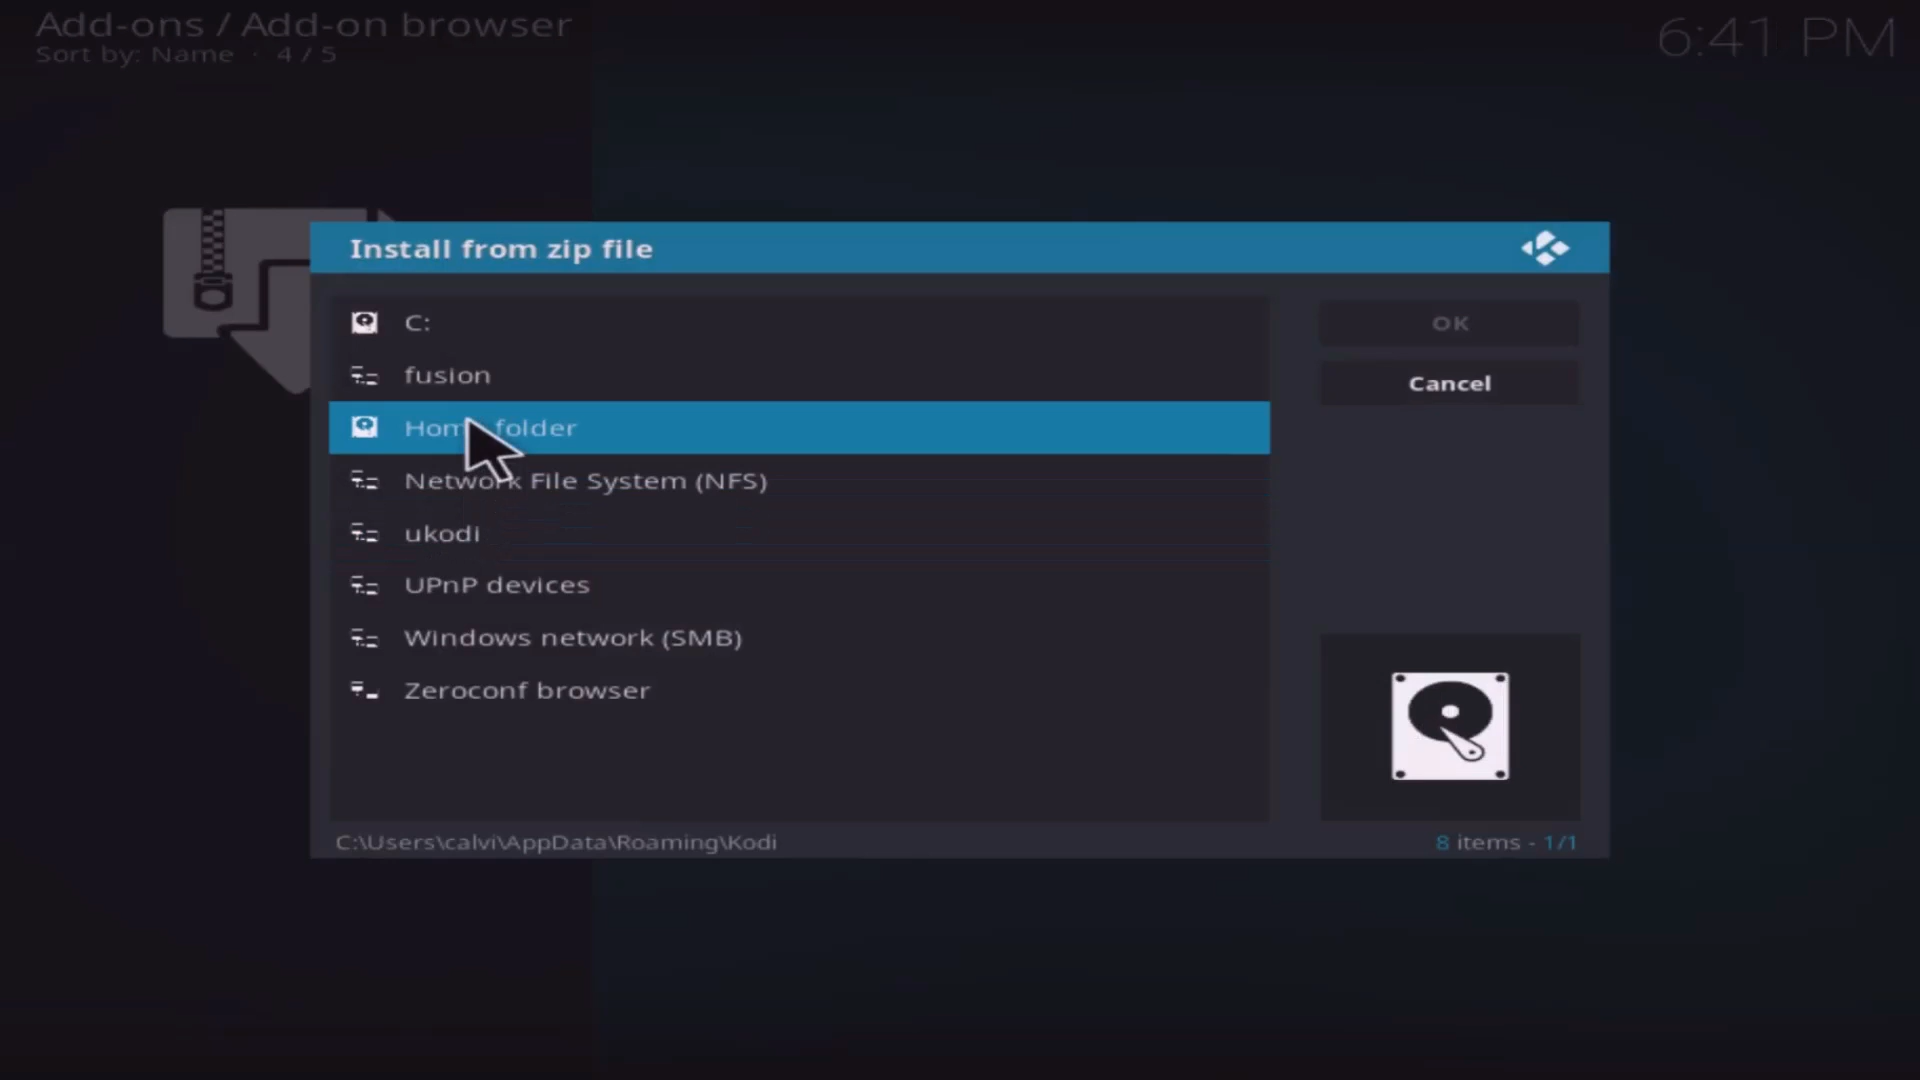 Add-ons / Add-on browser
Sort by: Name · 4 / 5
6:41 PM
Install from zip file
C:
OK
fusion
Cancel
Home folder
Network File System (NFS)
ukodi
UPnP devices
Windows network (SMB)
Zeroconf browser
C:\Users\calvi\AppData\Roaming\Kodi
8 items - 1/1